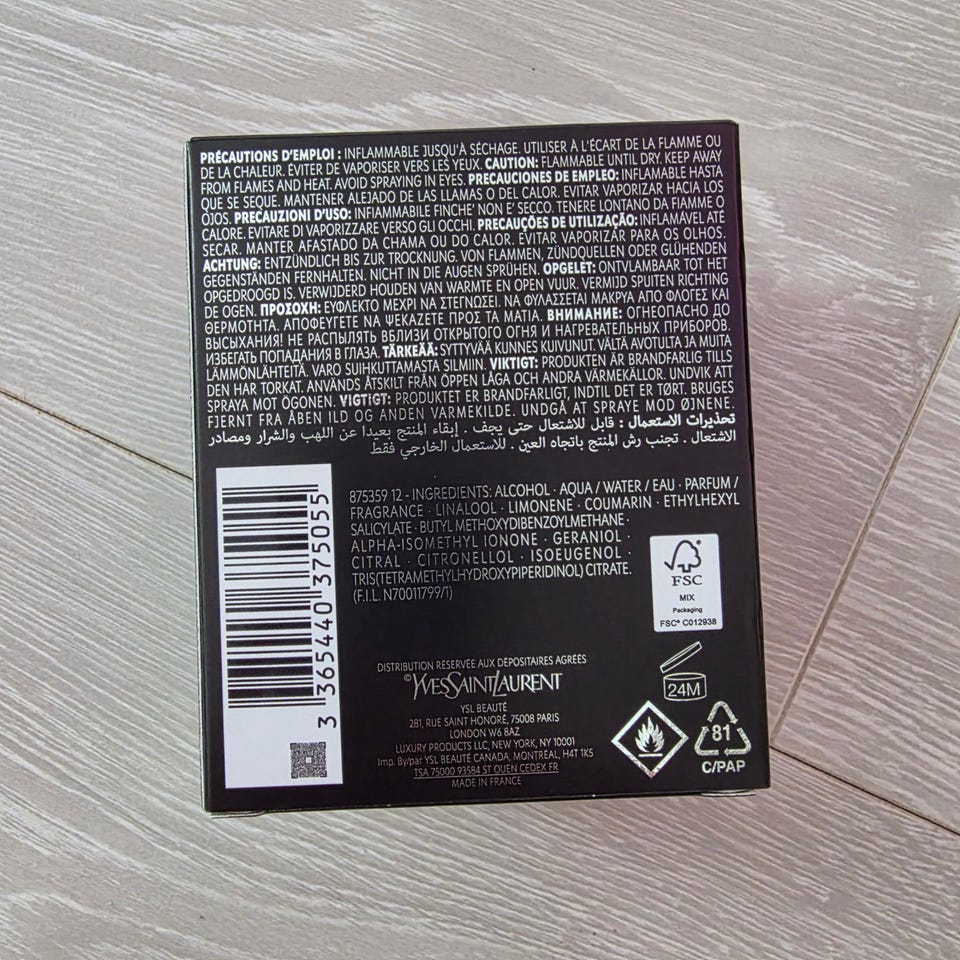 PRÉCAUTIONS D'EMPLOI : INFLAMMABLE JUSQU'À SÉCHAGE. UTILISER À L'ÉCART DE LA FLAMME OU
DE LA CHALEUR. ÉVITER DE VAPORISER VERS LES YEUX. CAUTION: FLAMMABLE UNTIL DRY. KEEP AWAY
FROM FLAMES AND HEAT. AVOID SPRAYING IN EYES. PRECAUCIONES DE EMPLEO: INFLAMABLE HASTA
QUE SE SEQUE. MANTENER ALEJADO DE LAS LLAMAS O DEL CALOR. EVITAR VAPORIZAR HACIA LOS
OJOS. PRECAUZIONI D'USO: INFIAMMABILE FINCHE' NON E' SECCO. TENERE LONTANO DA FIAMME O
CALORE. EVITARE DI VAPORIZZARE VERSO GLI OCCHI. PRECAUÇÕES DE UTILIZAÇÃO: INFLAMÁVEL ATÉ
SECAR. MANTER AFASTADO DA CHAMA OU DO CALOR. EVITAR VAPORIZAR PARA OS OLHOS.
ACHTUNG: ENTZÜNDLICH BIS ZUR TROCKNUNG. VON FLAMMEN, ZÜNDQUELLEN ODER GLÜHENDEN
GEGENSTÄNDEN FERNHALTEN. NICHT IN DIE AUGEN SPRÜHEN. OPGELET: ONTVLAMBAAR TOT HET
OPGEDROOGD IS. VERWIJDERD HOUDEN VAN WARMTE EN OPEN VUUR. VERMIJD SPUITEN RICHTING
DE OGEN. ΠΡΟΣΟΧΗ: ΕΥΦΛΕΚΤΟ ΜΕΧΡΙ ΝΑ ΣΤΕΓΝΩΣΕΙ. ΝΑ ΦΥΛΑΣΣΕΤΑΙ ΜΑΚΡΥΑ ΑΠΟ ΦΛΟΓΕΣ ΚΑΙ
ΘΕΡΜΟΤΗΤΑ. ΑΠΟΦΕΥΓΕΤΕ ΝΑ ΨΕΚΑΖΕΤΕ ΠΡΟΣ ΤΑ ΜΑΤΙΑ. ВНИМАНИЕ: ОГНЕОПАСНО ДО
ВЫСЫХАНИЯ! НЕ РАСПЫЛЯТЬ ВБЛИЗИ ОТКРЫТОГО ОГНЯ И НАГРЕВАТЕЛЬНЫХ ПРИБОРОВ.
ИЗБЕГАТЬ ПОПАДАНИЯ В ГЛАЗА. TÄRKEÄÄ: SYTTYVÄÄ KUNNES KUIVUNUT. VÄLTÄ AVOTULTA JA MUITA
LÄMMÖNLÄHTEITÄ. VARO SUIHKUTTAMASTA SILMIIN. VIKTIGT: PRODUKTEN ÄR BRANDFARLIG TILLS
DEN HAR TORKAT. ANVÄNDS ÅTSKILT FRÅN ÖPPEN LÅGA OCH ANDRA VÄRMEKÄLLOR. UNDVIK ATT
SPRAYA MOT ÖGONEN. VIGTIGT: PRODUKTET ER BRANDFARLIGT, INDTIL DET ER TØRT. BRUGES
FJERNT FRA ÅBEN ILD OG ANDEN VARMEKILDE. UNDGÅ AT SPRAYE MOD ØJNENE.
تحذيرات الاستعمال : قابل للاشتعال حتى يجف . إبقاء المنتج بعيدا عن اللهب والشرار ومصادر
الاشتعال . تجنب رش المنتج باتجاه العين . للاستعمال الخارجي فقط
875359 12 - INGREDIENTS: ALCOHOL · AQUA / WATER / EAU · PARFUM /
FRAGRANCE · LINALOOL · LIMONENE · COUMARIN · ETHYLHEXYL
SALICYLATE · BUTYL METHOXYDIBENZOYLMETHANE ·
ALPHA-ISOMETHYL IONONE · GERANIOL ·
CITRAL · CITRONELLOL · ISOEUGENOL ·
TRIS(TETRAMETHYLHYDROXYPIPERIDINOL) CITRATE.
(F.I.L. N70011799/1)
3 365440 375055
FSC
MIX
Packaging
FSC® C012938
DISTRIBUTION RÉSERVÉE AUX DÉPOSITAIRES AGRÉÉS
©YVESSAINTLAURENT
YSL BEAUTÉ
281, RUE SAINT HONORÉ, 75008 PARIS
LONDON W6 8AZ
LUXURY PRODUCTS LLC, NEW YORK, NY 10001
Imp. By/par YSL BEAUTÉ CANADA, MONTRÉAL, H4T 1K5
TSA 75000 93584 ST OUEN CEDEX FR
MADE IN FRANCE
24M
81
C/PAP